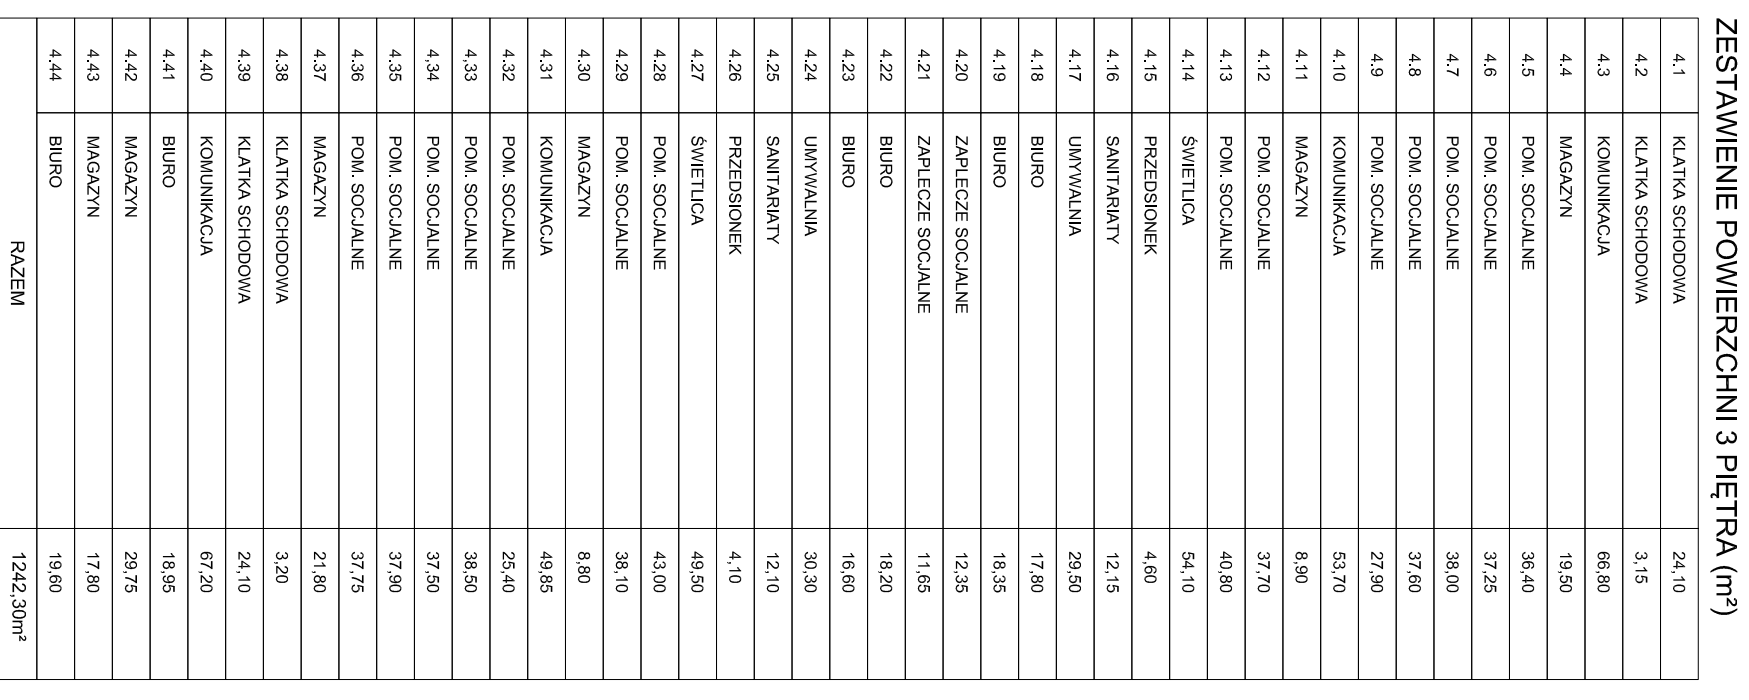 ZESTAWIENIE POWIERZCHNI 3 PIĘTRA (m²)
4.1 KLATKA SCHODOWA 24,10
4.2 KLATKA SCHODOWA 3,15
4.3 KOMUNIKACJA 66,80
4.4 MAGAZYN 19,50
4.5 POM. SOCJALNE 36,40
4.6 POM. SOCJALNE 37,25
4.7 POM. SOCJALNE 38,00
4.8 POM. SOCJALNE 37,60
4.9 POM. SOCJALNE 27,90
4.10 KOMUNIKACJA 53,70
4.11 MAGAZYN 8,90
4.12 POM. SOCJALNE 37,70
4.13 POM. SOCJALNE 40,80
4.14 ŚWIETLICA 54,10
4.15 PRZEDSIONEK 4,60
4.16 SANITARIATY 12,15
4.17 UMYWALNIA 29,50
4.18 BIURO 17,80
4.19 BIURO 18,35
4.20 ZAPLECZE SOCJALNE 12,35
4.21 ZAPLECZE SOCJALNE 11,65
4.22 BIURO 18,20
4.23 BIURO 16,60
4.24 UMYWALNIA 30,30
4.25 SANITARIATY 12,10
4.26 PRZEDSIONEK 4,10
4.27 ŚWIETLICA 49,50
4.28 POM. SOCJALNE 43,00
4.29 POM. SOCJALNE 38,10
4.30 MAGAZYN 8,80
4.31 KOMUNIKACJA 49,85
4.32 POM. SOCJALNE 25,40
4,33 POM. SOCJALNE 38,50
4,34 POM. SOCJALNE 37,50
4.35 POM. SOCJALNE 37,90
4.36 POM. SOCJALNE 37,75
4.37 MAGAZYN 21,80
4.38 KLATKA SCHODOWA 3,20
4.39 KLATKA SCHODOWA 24,10
4.40 KOMUNIKACJA 67,20
4.41 BIURO 18,95
4.42 MAGAZYN 29,75
4.43 MAGAZYN 17,80
4.44 BIURO 19,60
RAZEM 1242,30m²